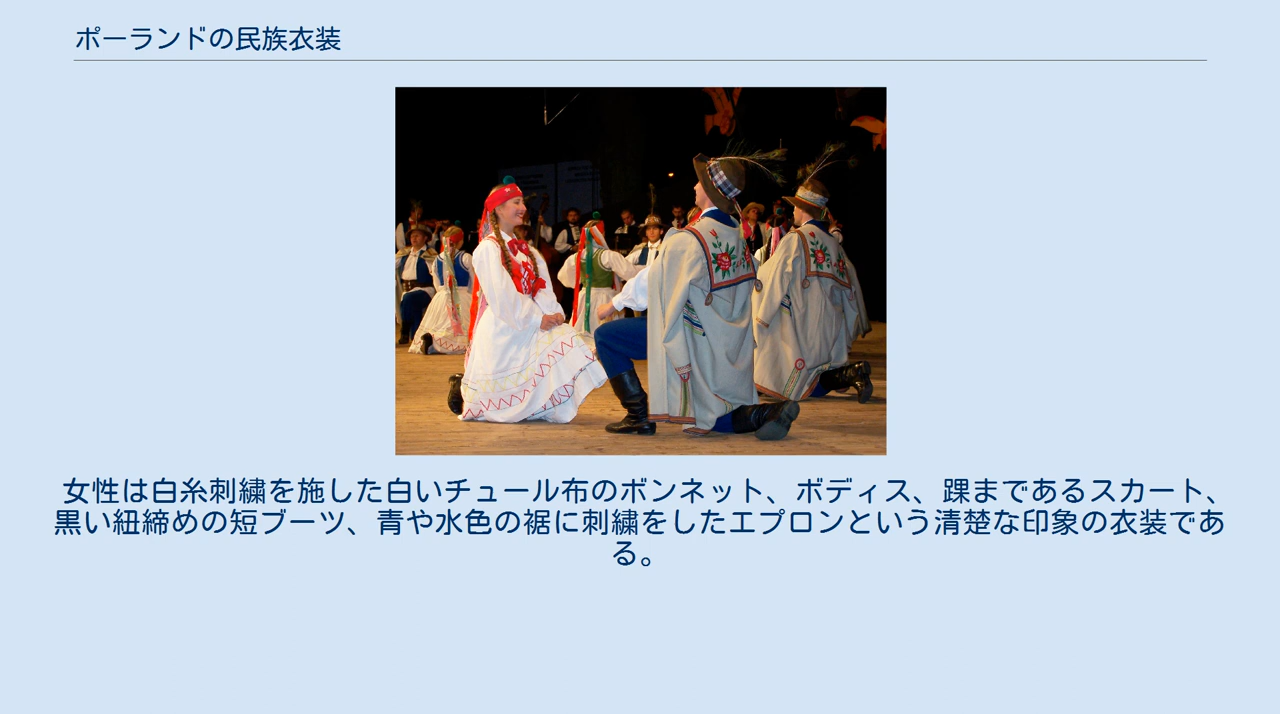 ポーランドの民族衣装
女性は白糸刺繍を施した白いチュール布のボンネット、ボディス、踝まであるスカート、
黒い紐締めの短ブーツ、青や水色の裾に刺繍をしたエプロンという清楚な印象の衣装であ
る。